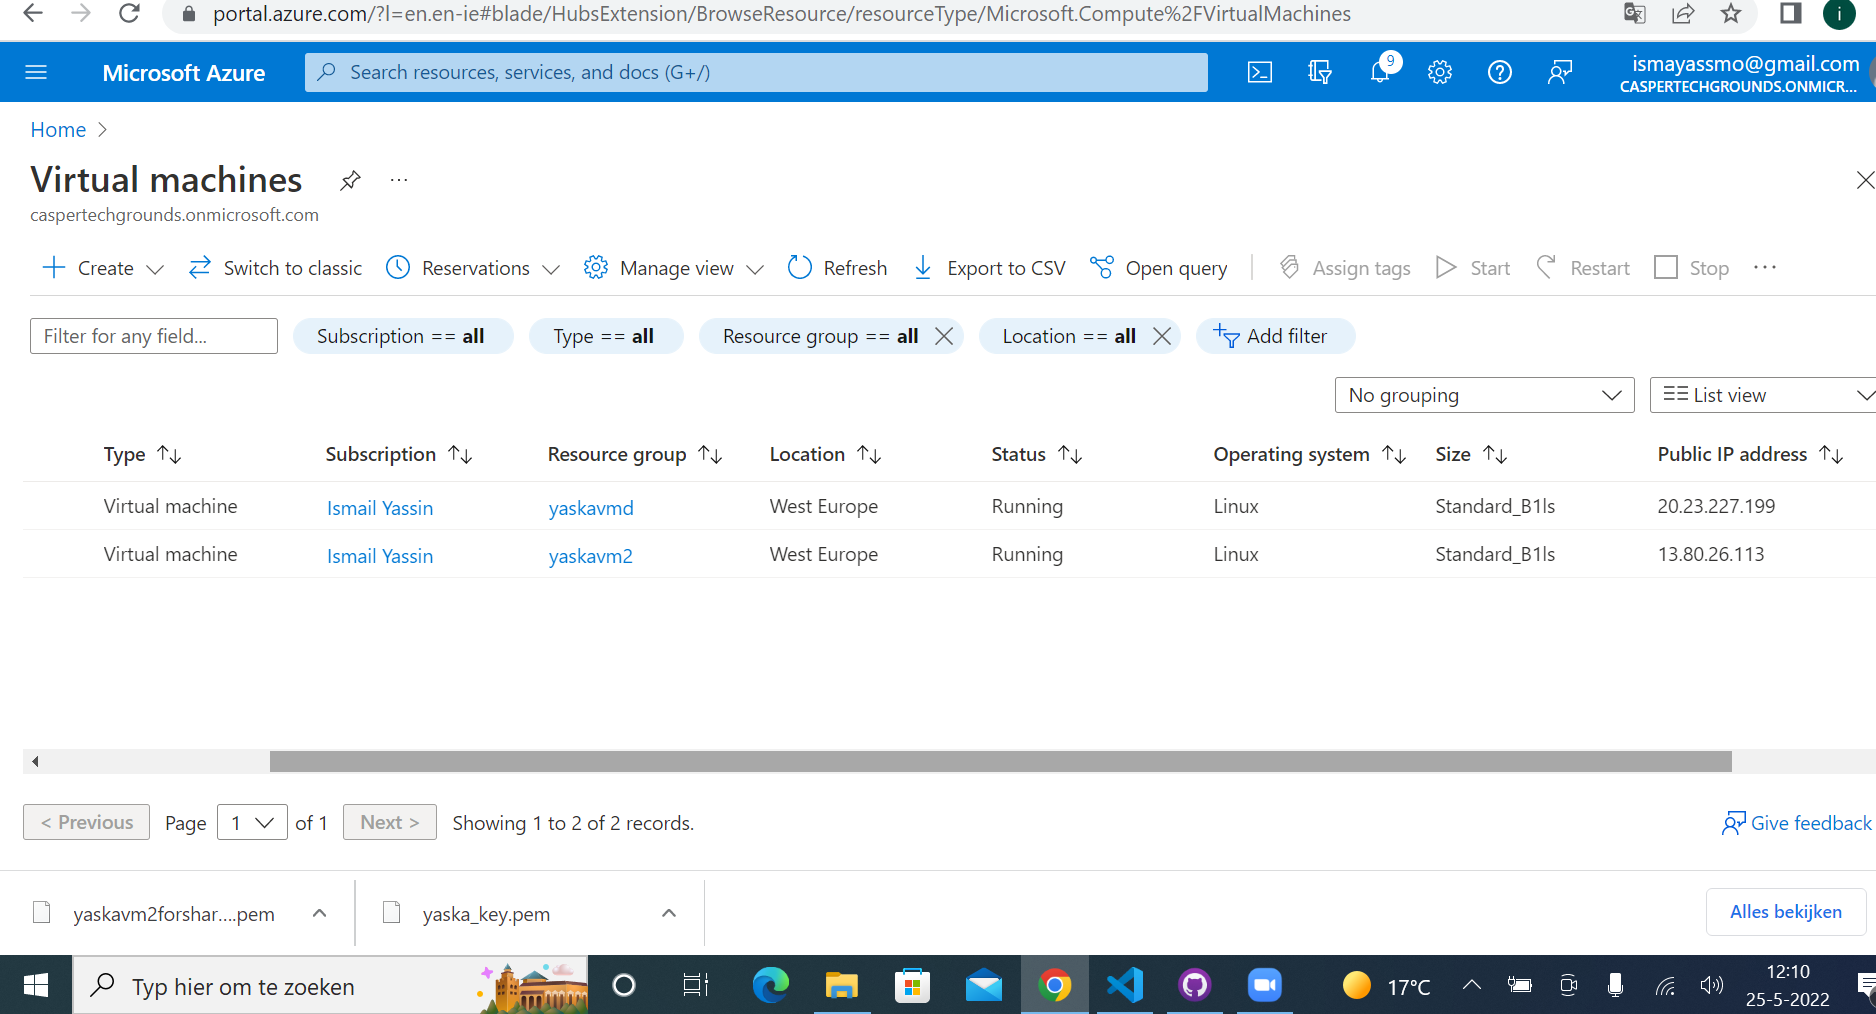 portal.azure.com/?l=en.en-ie#blade/HubsExtension/BrowseResource/resourceType/Microsoft.Compute%2FVirtualMachines
i
Microsoft Azure
Search resources, services, and docs (G+/)
9
ismayassmo@gmail.com
CASPERTECHGROUNDS.ONMICR...
Home
Virtual machines
...
caspertechgrounds.onmicrosoft.com
Create Switch to classic Reservations Manage view Refresh Export to CSV Open query Assign tags Start Restart Stop ...
Filter for any field... Subscription == all Type == all Resource group == all Location == all Add filter
No grouping List view
Type Subscription Resource group Location Status Operating system Size Public IP address
Virtual machine Ismail Yassin yaskavmd West Europe Running Linux Standard_B1ls 20.23.227.199
Virtual machine Ismail Yassin yaskavm2 West Europe Running Linux Standard_B1ls 13.80.26.113
< Previous Page 1 of 1 Next > Showing 1 to 2 of 2 records. Give feedback
yaskavm2forshar....pem yaska_key.pem Alles bekijken
Typ hier om te zoeken 17°C
12:10
25-5-2022